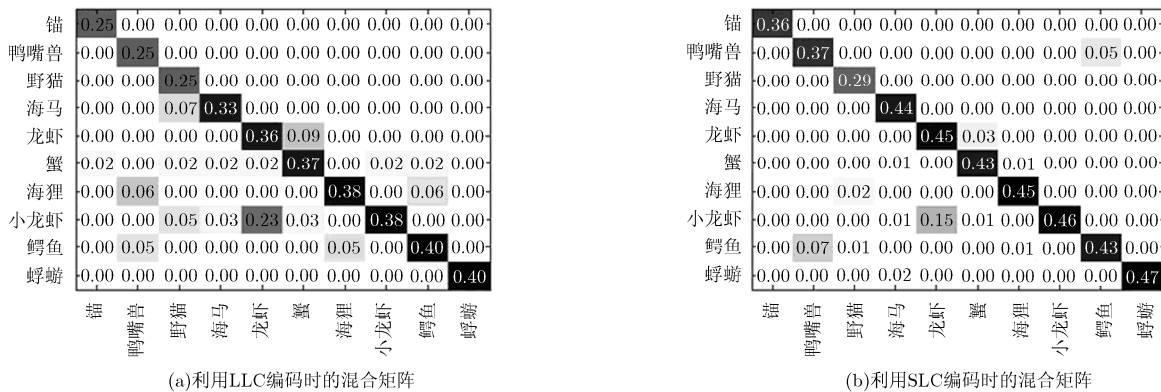 锚 0.25 0.00 0.00 0.00 0.00 0.00 0.00 0.00 0.00 0.00
鸭嘴兽 0.00 0.25 0.00 0.00 0.00 0.00 0.00 0.00 0.00 0.00
野猫 0.00 0.00 0.25 0.00 0.00 0.00 0.00 0.00 0.00 0.00
海马 0.00 0.00 0.07 0.33 0.00 0.00 0.00 0.00 0.00 0.00
龙虾 0.00 0.00 0.00 0.00 0.36 0.09 0.00 0.00 0.00 0.00
蟹 0.02 0.00 0.02 0.02 0.02 0.37 0.00 0.02 0.02 0.00
海狸 0.00 0.06 0.00 0.00 0.00 0.00 0.38 0.00 0.06 0.00
小龙虾 0.00 0.00 0.05 0.03 0.23 0.03 0.00 0.38 0.00 0.00
鳄鱼 0.00 0.05 0.00 0.00 0.00 0.00 0.05 0.00 0.40 0.00
蜉蝣 0.00 0.00 0.00 0.00 0.00 0.00 0.00 0.00 0.00 0.40
锚 鸭嘴兽 野猫 海马 龙虾 蟹 海狸 小龙虾 鳄鱼 蜉蝣
(a)利用LLC编码时的混合矩阵
锚 0.36 0.00 0.00 0.00 0.00 0.00 0.00 0.00 0.00 0.00
鸭嘴兽 0.00 0.37 0.00 0.00 0.00 0.00 0.00 0.00 0.05 0.00
野猫 0.00 0.00 0.29 0.00 0.00 0.00 0.00 0.00 0.00 0.00
海马 0.00 0.00 0.00 0.44 0.00 0.00 0.00 0.00 0.00 0.00
龙虾 0.00 0.00 0.00 0.00 0.45 0.03 0.00 0.00 0.00 0.00
蟹 0.00 0.00 0.00 0.01 0.00 0.43 0.01 0.00 0.00 0.00
海狸 0.00 0.00 0.02 0.00 0.00 0.00 0.45 0.00 0.00 0.00
小龙虾 0.00 0.00 0.00 0.01 0.15 0.01 0.00 0.46 0.00 0.00
鳄鱼 0.00 0.07 0.01 0.00 0.00 0.00 0.01 0.00 0.43 0.00
蜉蝣 0.00 0.00 0.00 0.02 0.00 0.00 0.00 0.00 0.00 0.47
锚 鸭嘴兽 野猫 海马 龙虾 蟹 海狸 小龙虾 鳄鱼 蜉蝣
(b)利用SLC编码时的混合矩阵